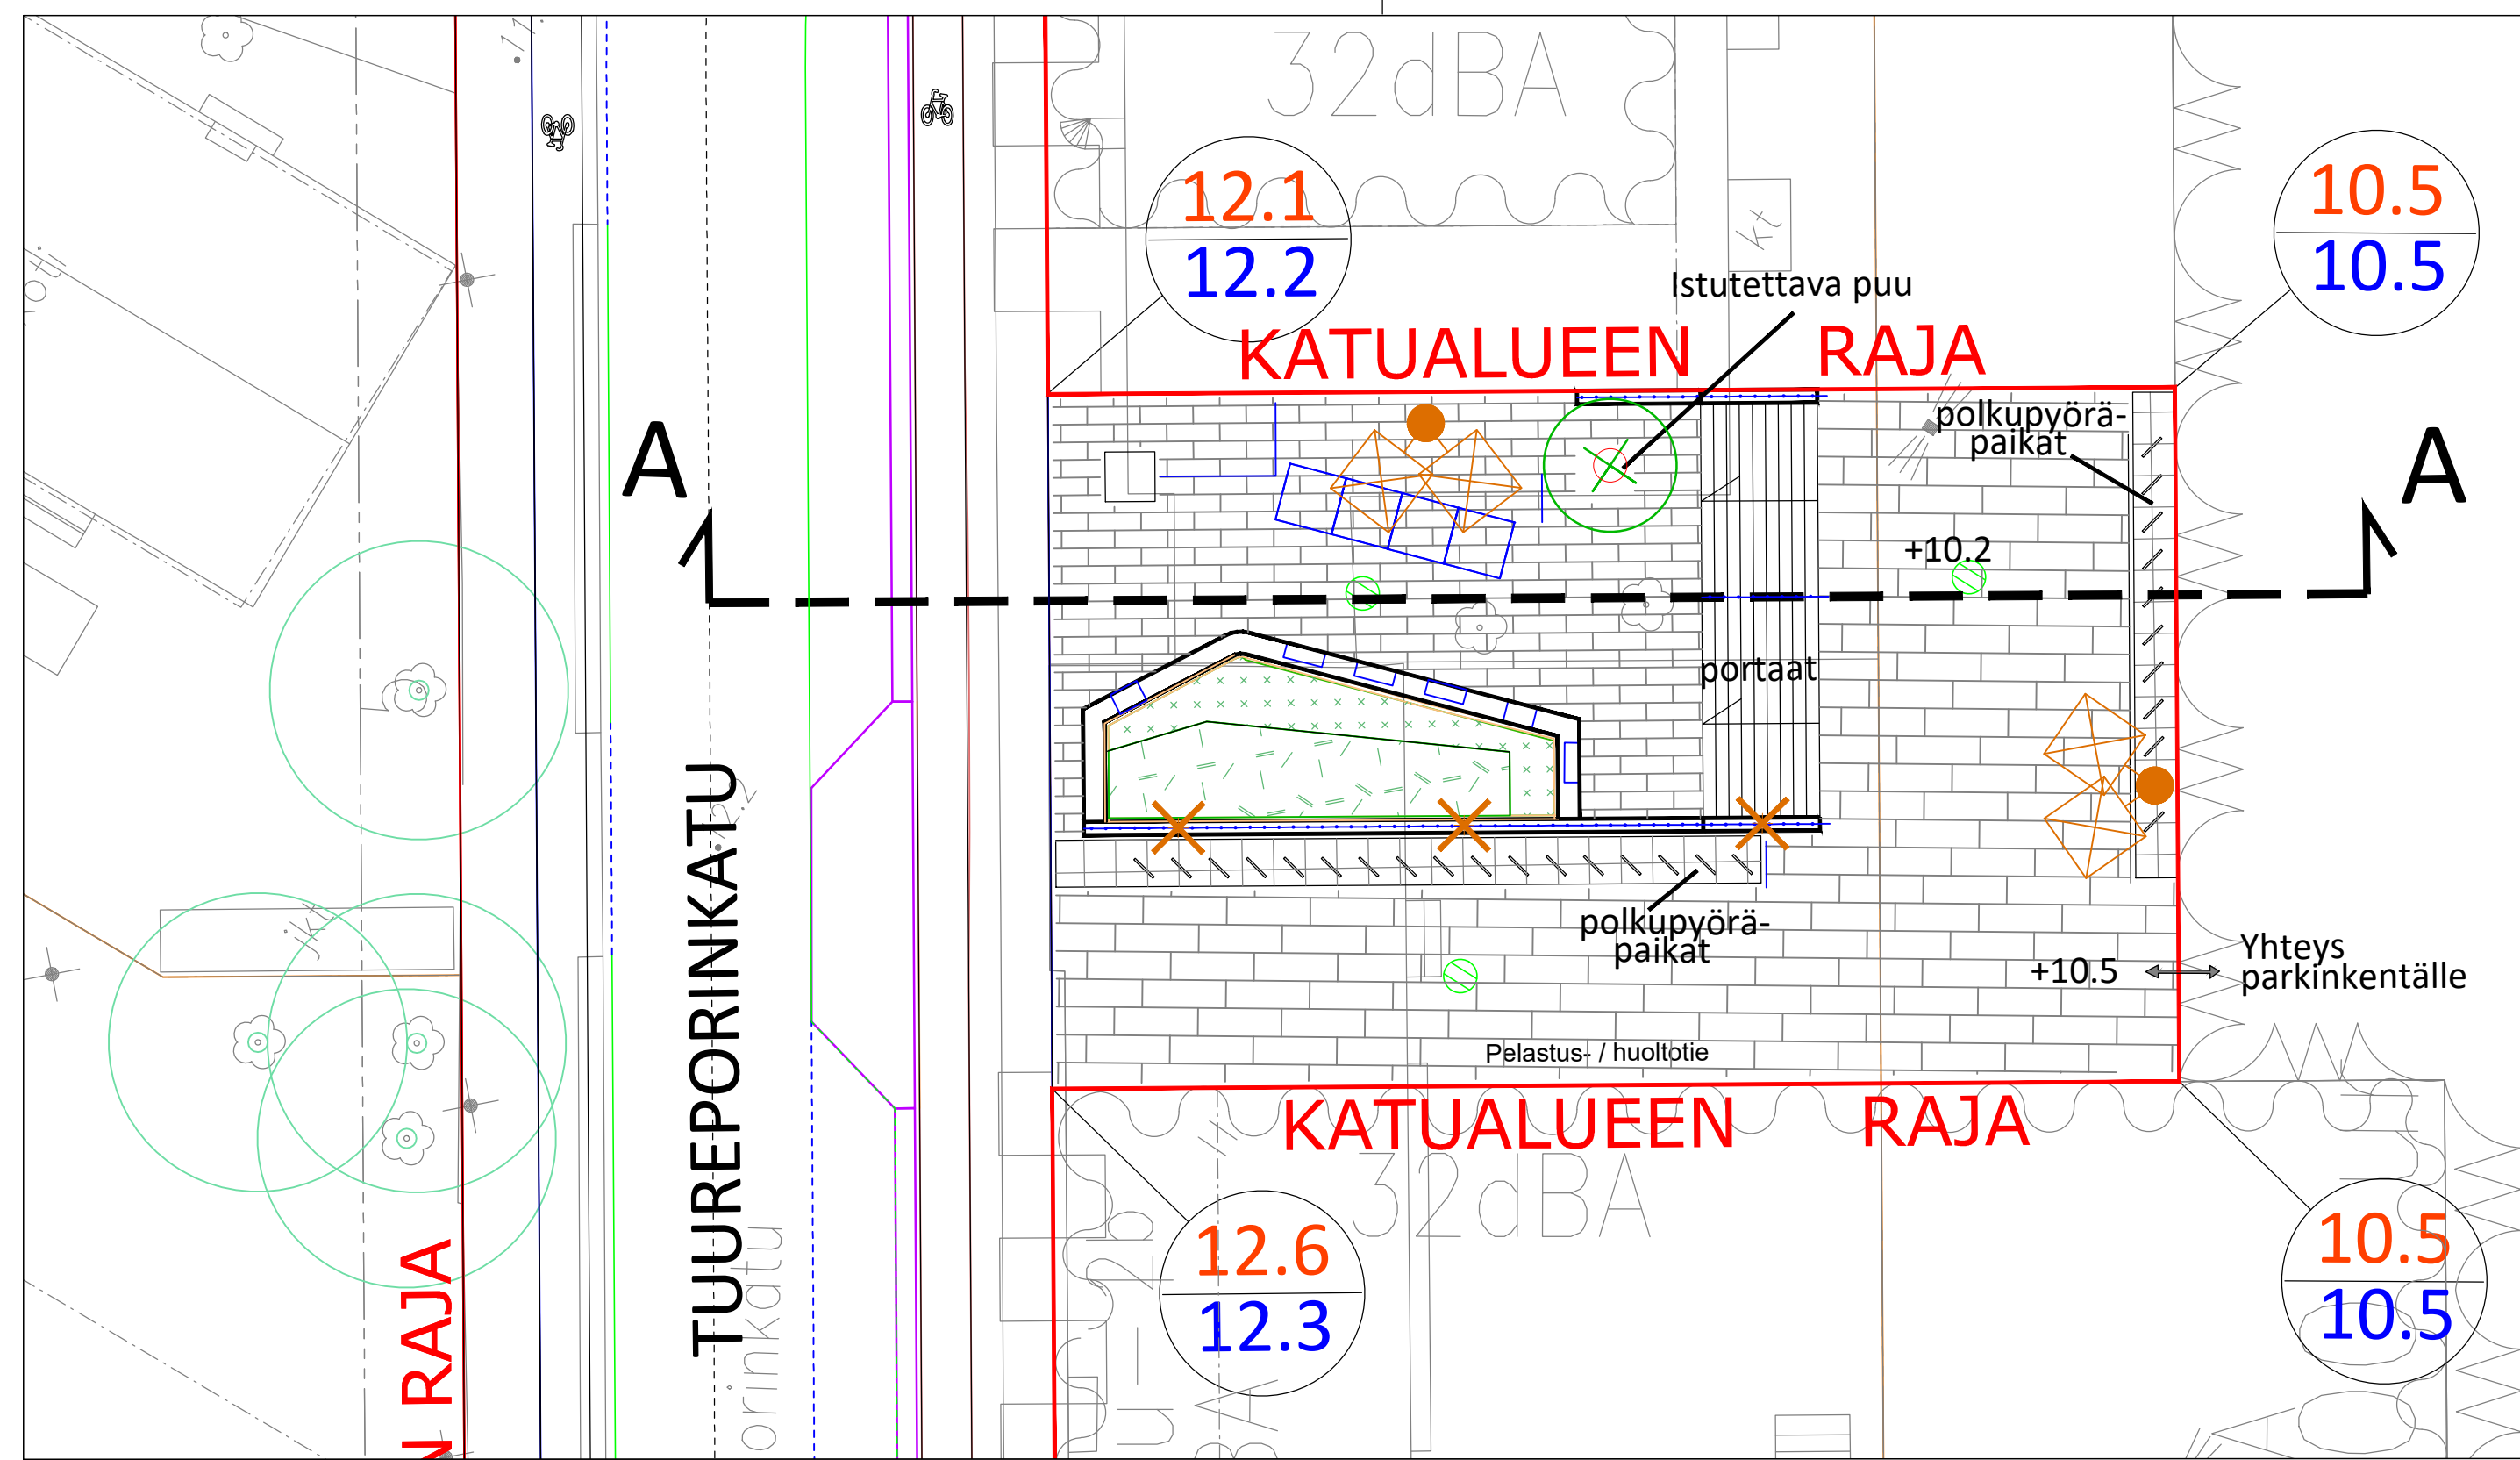 32dBA
12.1
12.2
10.5
10.5
kt
Istutettava puu
KATUALUEEN RAJA
polkupyörä-
paikat
A
A
+10.2
portaat
TUUREPORINKATU
polkupyörä-
paikat
+10.5
Yhteys
parkinkentälle
Pelastus- / huoltotie
KATUALUEEN RAJA
32dBA
12.6
12.3
10.5
10.5
N RAJA
orinkatu